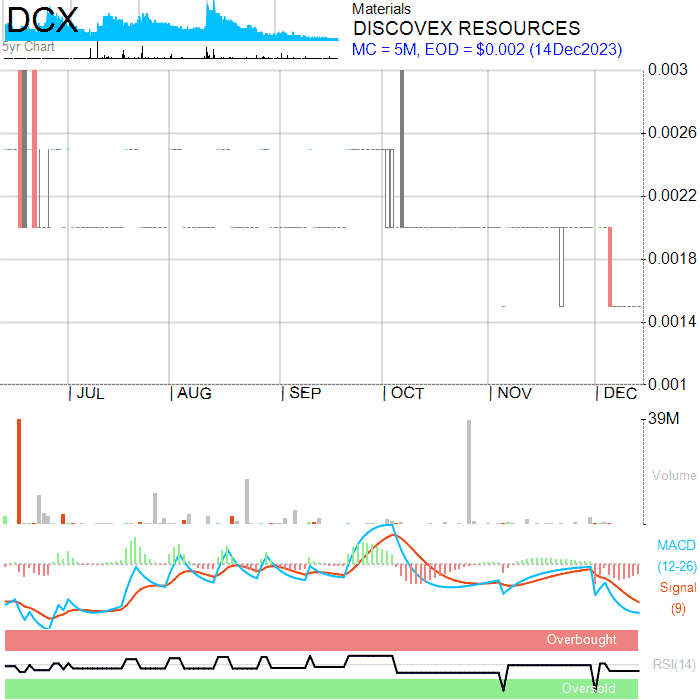 DCX
5yr Chart
Materials
DISCOVEX RESOURCES
MC = 5M, EOD = $0.002 (14Dec2023)
0.003
0.0026
0.0022
0.0018
0.0014
0.001
JUL AUG SEP OCT NOV DEC
39M
Volume
MACD
(12-26)
Signal
(9)
Overbought
RSI(14)
Oversold